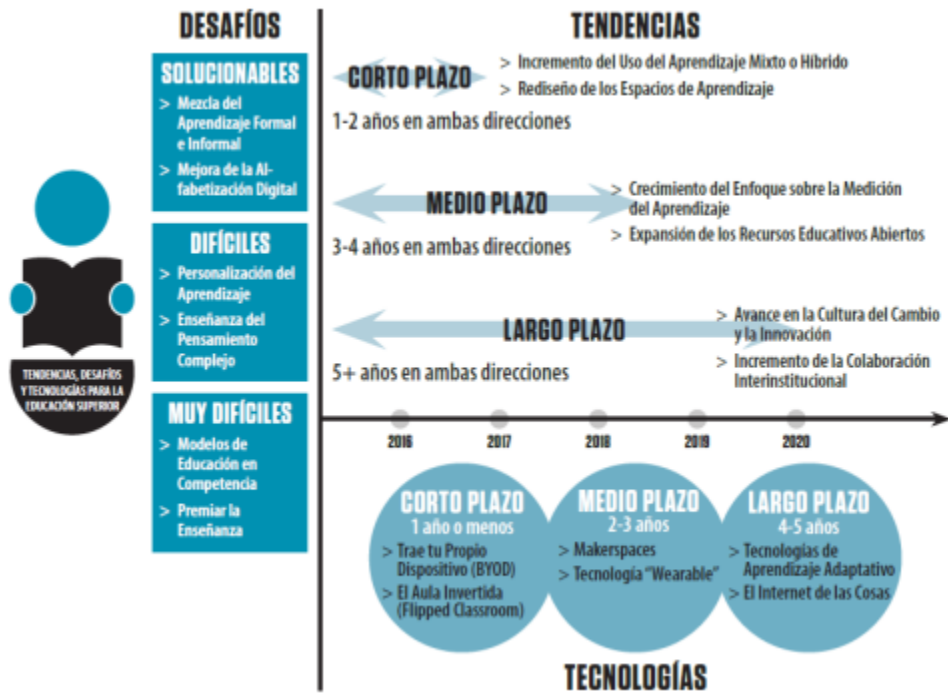 DESAFÍOS
SOLUCIONABLES
> Mezcla del
Aprendizaje Formal
e Informal
> Mejora de la Al-
fabetización Digital
DIFÍCILES
> Personalización del
Aprendizaje
> Enseñanza del
Pensamiento
Complejo
MUY DIFÍCILES
> Modelos de
Educación en
Competencia
> Premiar la
Enseñanza
TENDENCIAS, DESAFÍOS
Y TECNOLOGÍAS PARA LA
EDUCACIÓN SUPERIOR
TENDENCIAS
CORTO PLAZO
> Incremento del Uso del Aprendizaje Mixto o Híbrido
> Rediseño de los Espacios de Aprendizaje
1-2 años en ambas direcciones
MEDIO PLAZO
> Crecimiento del Enfoque sobre la Medición
del Aprendizaje
> Expansión de los Recursos Educativos Abiertos
3-4 años en ambas direcciones
LARGO PLAZO
> Avance en la Cultura del Cambio
y la Innovación
> Incremento de la Colaboración
Interinstitucional
5+ años en ambas direcciones
2016 2017 2018 2019 2020
CORTO PLAZO
1 año o menos
> Trae tu Propio
Dispositivo (BYOD)
> El Aula Invertida
(Flipped Classroom)
MEDIO PLAZO
2-3 años
> Makerspaces
> Tecnología "Wearable"
LARGO PLAZO
4-5 años
> Tecnologías de
Aprendizaje Adaptativo
> El Internet de las Cosas
TECNOLOGÍAS